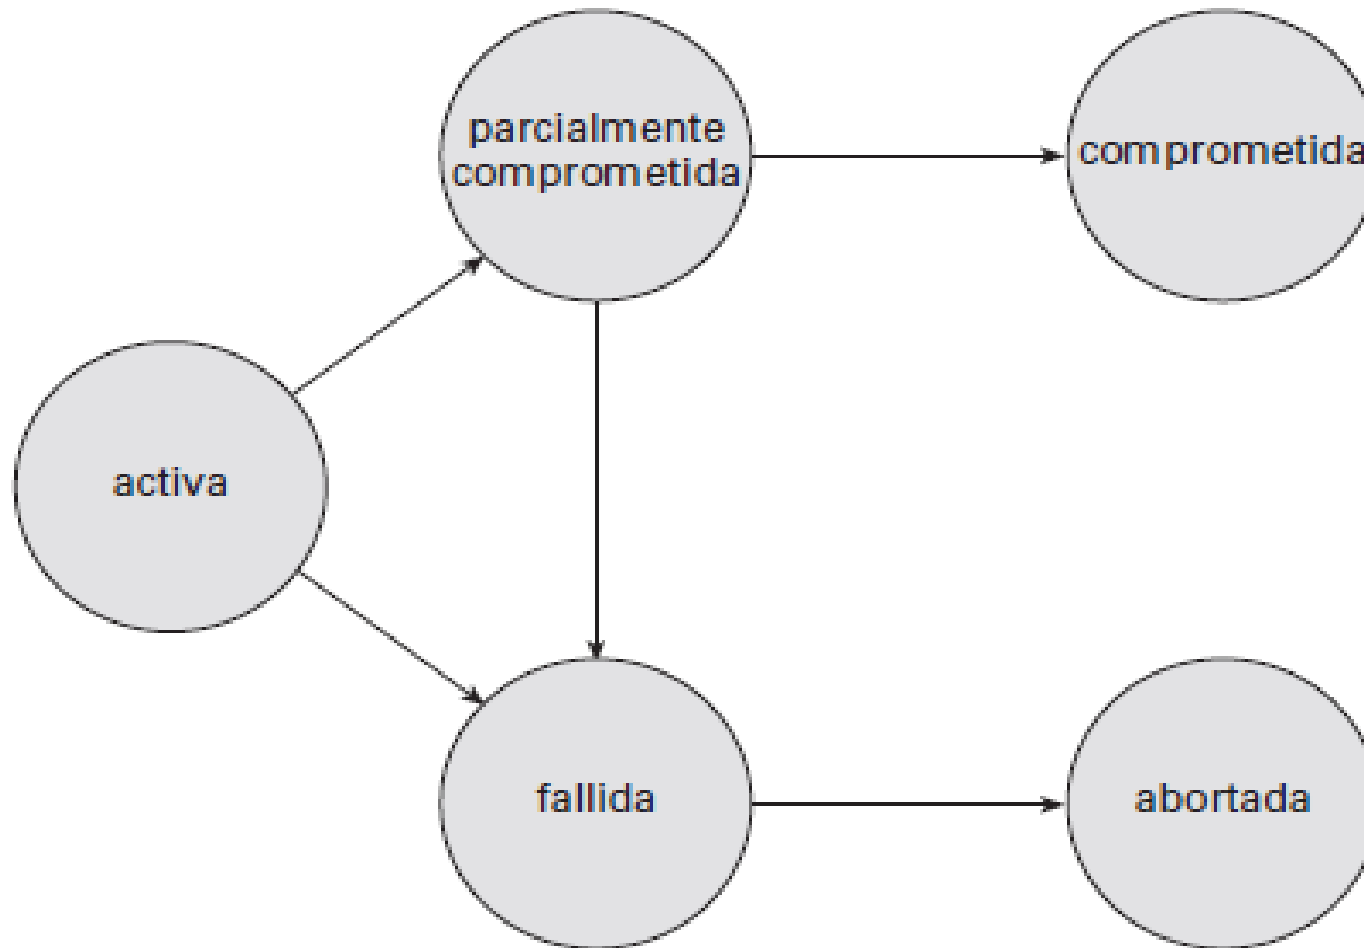 parcialmente
comprometida
comprometida
activa
fallida
abortada